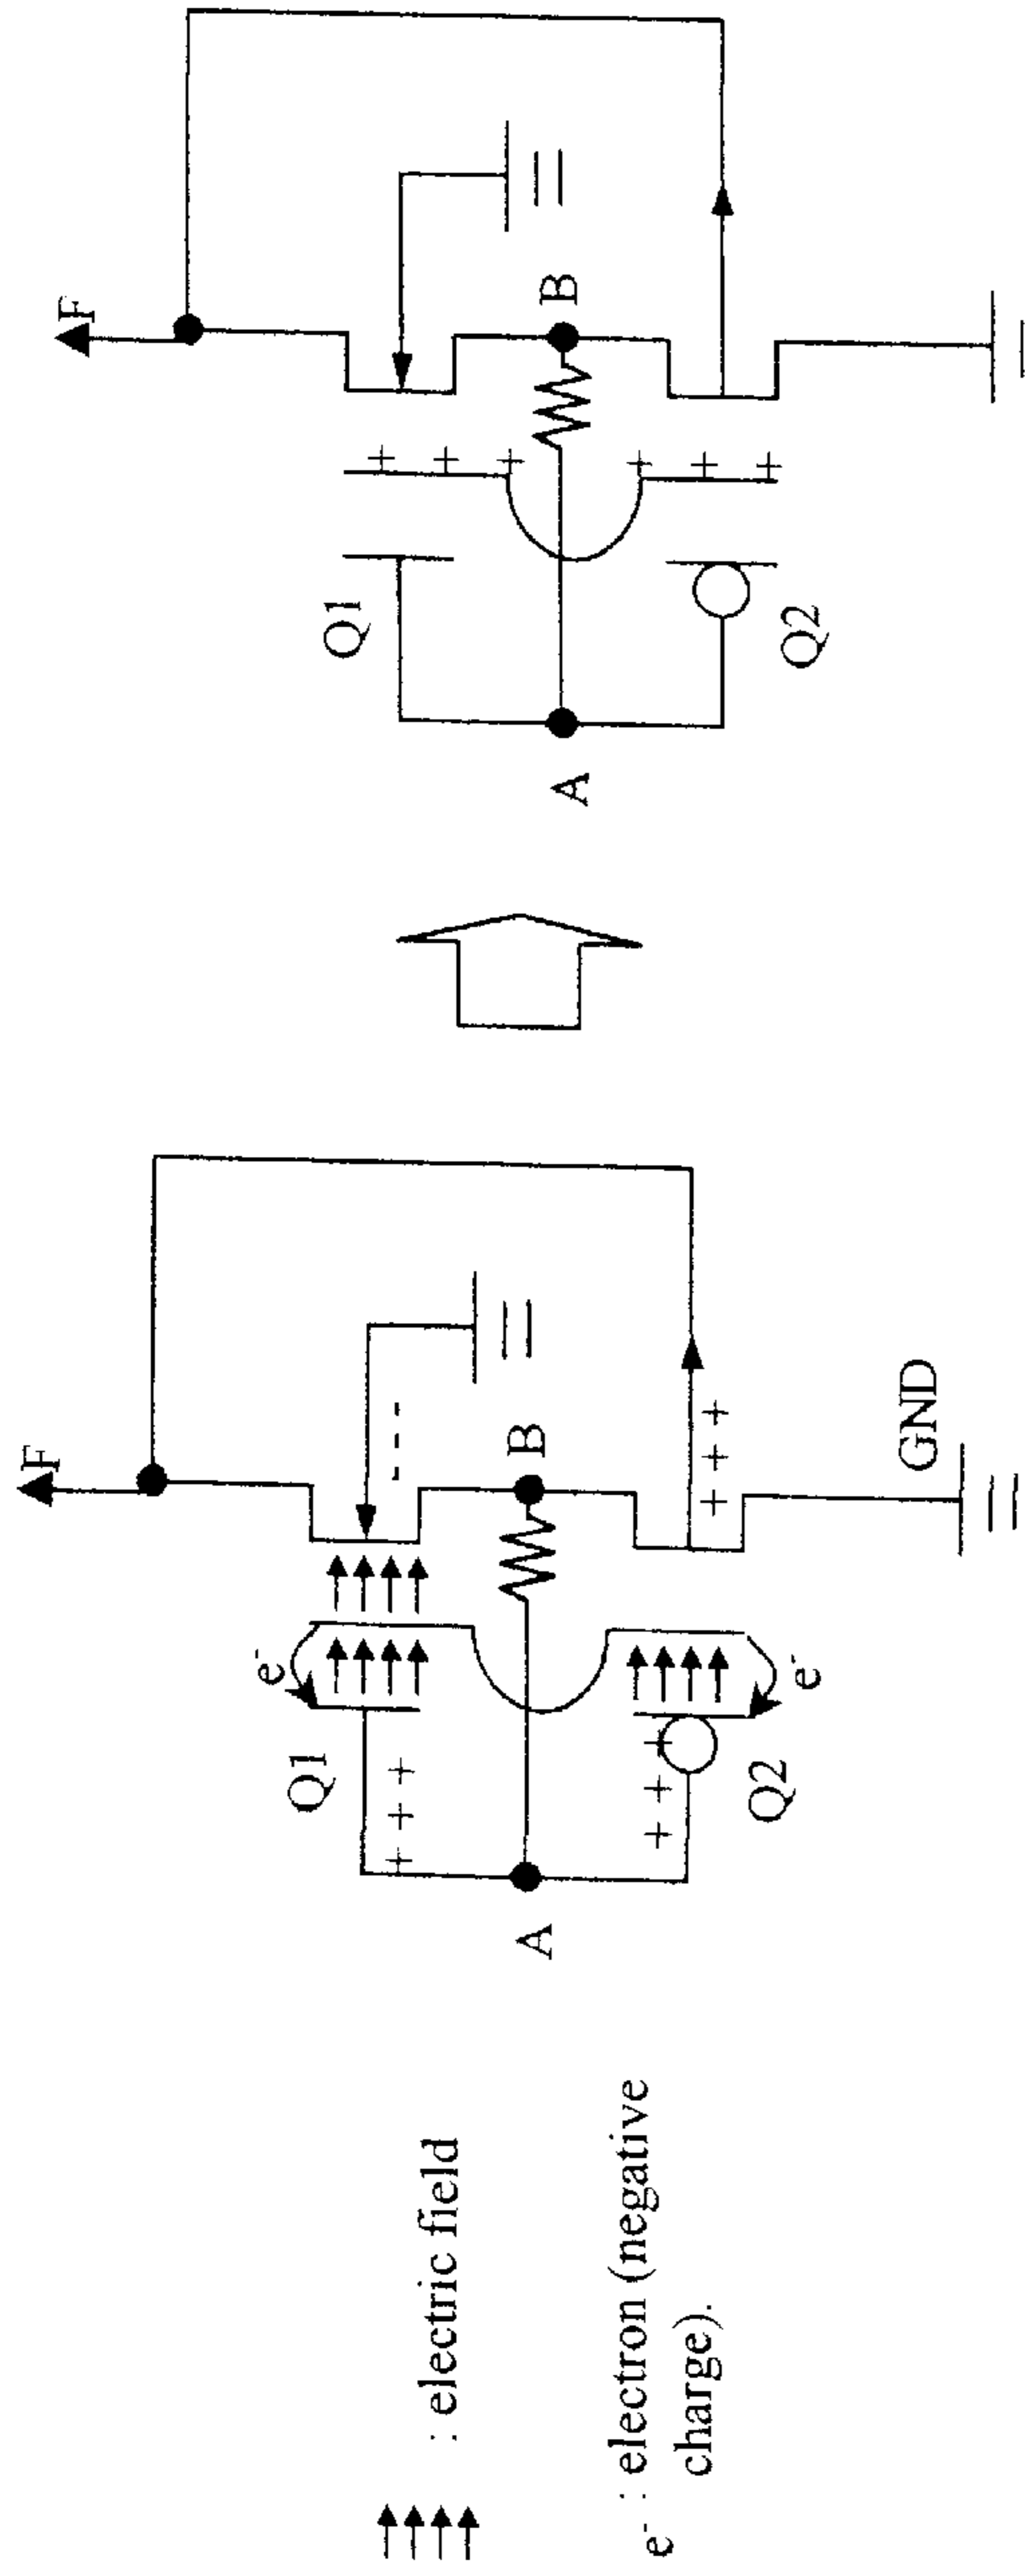 : electric field
e⁻ : electron (negative
charge).
F
e⁻
Q1
+ + +
- - -
A
B
+ + +
+ + +
Q2
e⁻
GND
F
Q1
+ + +
A
B
+ + +
Q2